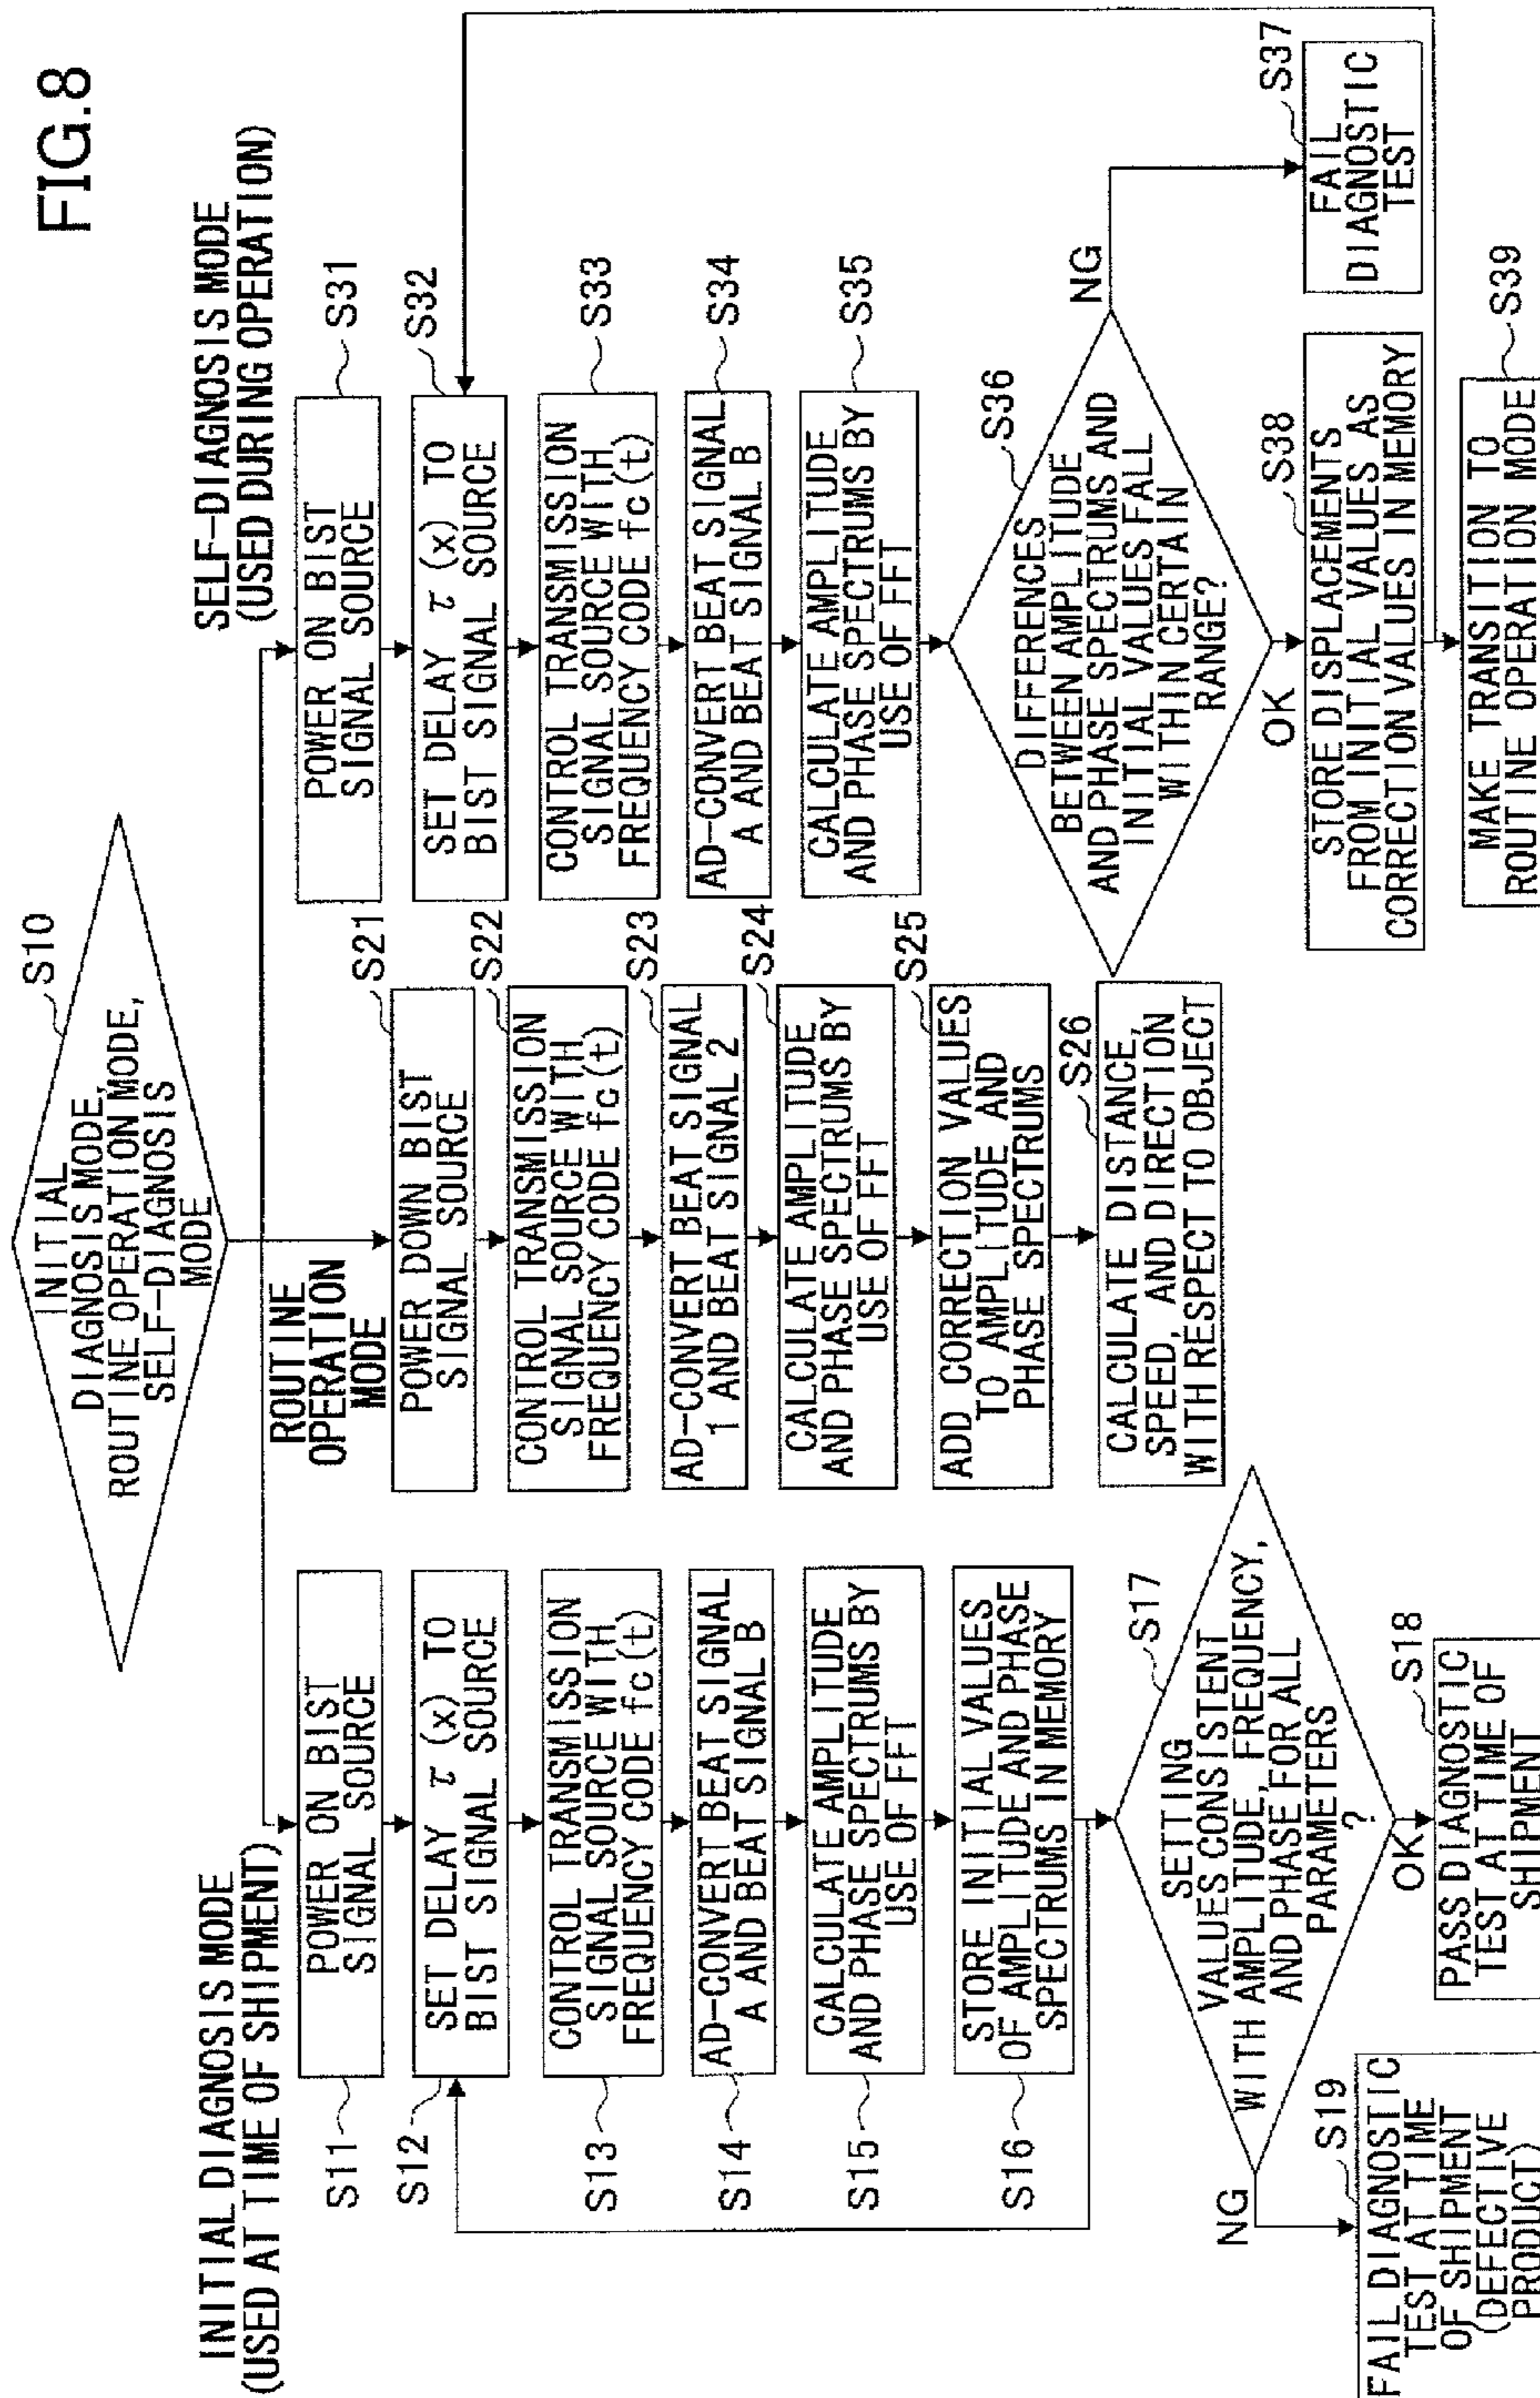 FIG.8
S10
INITIAL
DIAGNOSIS MODE,
ROUTINE OPERATION MODE,
SELF-DIAGNOSIS
MODE
INITIAL DIAGNOSIS MODE
(USED AT TIME OF SHIPMENT)
S11
POWER ON BIST
SIGNAL SOURCE
S12
SET DELAY τ (x) TO
BIST SIGNAL SOURCE
S13
CONTROL TRANSMISSION
SIGNAL SOURCE WITH
FREQUENCY CODE fc(t)
S14
AD-CONVERT BEAT SIGNAL
A AND BEAT SIGNAL B
S15
CALCULATE AMPLITUDE
AND PHASE SPECTRUMS BY
USE OF FFT
S16
STORE INITIAL VALUES
OF AMPLITUDE AND PHASE
SPECTRUMS IN MEMORY
S17
SETTING
VALUES CONSISTENT
WITH AMPLITUDE, FREQUENCY,
AND PHASE FOR ALL
PARAMETERS
?
NG
OK
S19
FAIL DIAGNOSTIC
TEST AT TIME
OF SHIPMENT
(DEFECTIVE
PRODUCT)
S18
PASS DIAGNOSTIC
TEST AT TIME OF
SHIPMENT
ROUTINE
OPERATION
MODE
S21
POWER DOWN BIST
SIGNAL SOURCE
S22
CONTROL TRANSMISSION
SIGNAL SOURCE WITH
FREQUENCY CODE fc(t)
S23
AD-CONVERT BEAT SIGNAL
1 AND BEAT SIGNAL 2
S24
CALCULATE AMPLITUDE
AND PHASE SPECTRUMS BY
USE OF FFT
S25
ADD CORRECTION VALUES
TO AMPLITUDE AND
PHASE SPECTRUMS
S26
CALCULATE DISTANCE,
SPEED, AND DIRECTION
WITH RESPECT TO OBJECT
SELF-DIAGNOSIS MODE
(USED DURING OPERATION)
S31
POWER ON BIST
SIGNAL SOURCE
S32
SET DELAY τ (x) TO
BIST SIGNAL SOURCE
S33
CONTROL TRANSMISSION
SIGNAL SOURCE WITH
FREQUENCY CODE fc(t)
S34
AD-CONVERT BEAT SIGNAL
A AND BEAT SIGNAL B
S35
CALCULATE AMPLITUDE
AND PHASE SPECTRUMS BY
USE OF FFT
S36
DIFFERENCES
BETWEEN AMPLITUDE
AND PHASE SPECTRUMS AND
INITIAL VALUES FALL
WITHIN CERTAIN
RANGE?
NG
OK
S37
FAIL
DIAGNOSTIC
TEST
S38
STORE DISPLACEMENTS
FROM INITIAL VALUES AS
CORRECTION VALUES IN MEMORY
S39
MAKE TRANSITION TO
ROUTINE OPERATION MODE